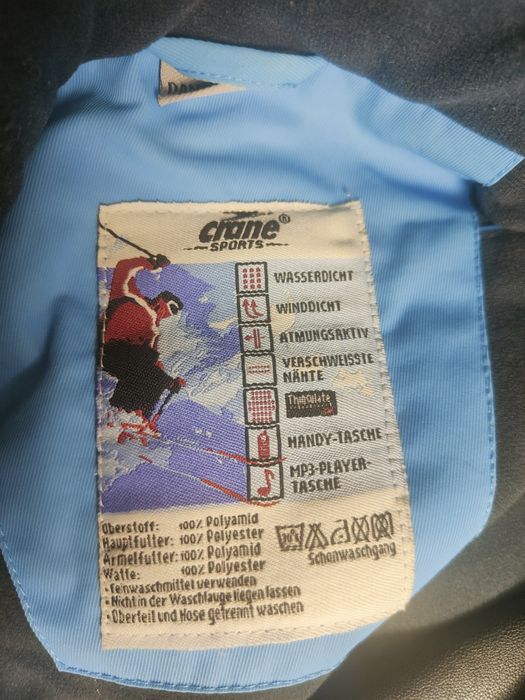 crane®
SPORTS
WASSERDICHT
WINDDICHT
ATMUNGSAKTIV
VERSCHWEISSTE
NÄHTE
Thinsulate
HANDY-TASCHE
MP3-PLAYER-
TASCHE
Oberstoff: 100% Polyamid
Hauptfutter: 100% Polyester
Ärmelfutter: 100% Polyamid
Watte: 100% Polyester
• Feinwaschmittel verwenden
• Nicht in der Waschlauge liegen lassen
• Oberteil und Hose getrennt waschen
Schonwaschgang